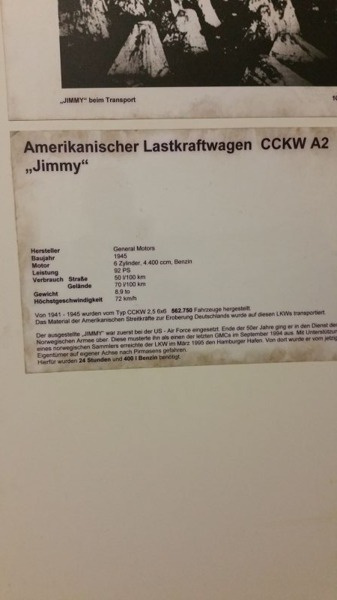 „JIMMY“ beim Transport
Amerikanischer Lastkraftwagen CCKW A2
„Jimmy“
Hersteller General Motors
Baujahr 1945
Motor 6 Zylinder, 4.400 ccm, Benzin
Leistung 92 PS
Verbrauch Straße 50 l/100 km
Gelände 70 l/100 km
Gewicht 8,9 to
Höchstgeschwindigkeit 72 km/h
Von 1941 - 1945 wurden vom Typ CCKW 2,5 6x6 562.750 Fahrzeuge hergestellt.
Das Material der Amerikanischen Streitkräfte zur Eroberung Deutschlands wurde auf diesen LKWs transportiert.
Der ausgestellte „JIMMY“ war zuerst bei der US - Air Force eingesetzt. Ende der 50er Jahre ging er in den Dienst der
Norwegischen Armee über. Diese musterte ihn als einen der letzten GMCs im September 1994 aus. Mit
eines norwegischen Sammlers erreichte der LKW im März 1995 den Hamburger Hafen. Von dort wurde er vom
Eigentümer auf eigener Achse nach Pirmasens gefahren.
Hierfür wurden 24 Stunden und 400 l Benzin benötigt.